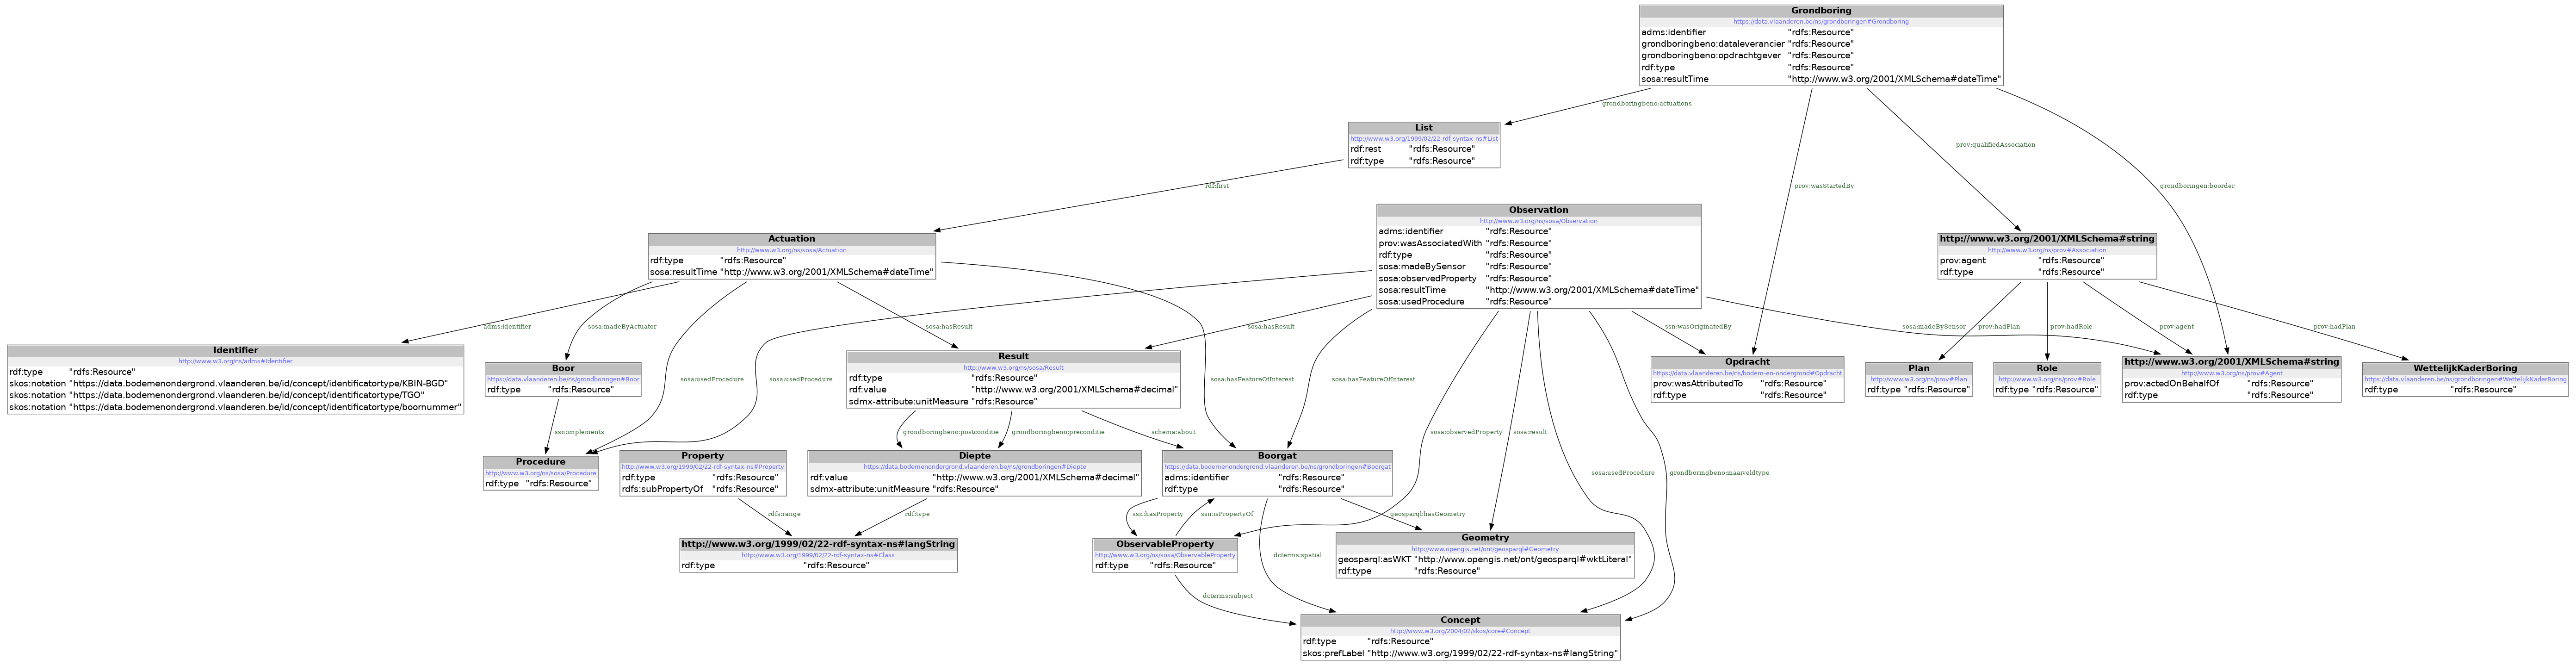 Grondboring
https://data.vlaanderen.be/ns/grondboringen#Grondboring
adms:identifier "rdfs:Resource"
grondboringbeno:dataleverancier "rdfs:Resource"
grondboringbeno:opdrachtgever "rdfs:Resource"
rdf:type "rdfs:Resource"
sosa:resultTime "http://www.w3.org/2001/XMLSchema#dateTime"
grondboringbeno:actuations
List
http://www.w3.org/1999/02/22-rdf-syntax-ns#List
rdf:rest "rdfs:Resource"
rdf:type "rdfs:Resource"
prov:qualifiedAssociation
rdf:first
prov:wasStartedBy
grondboringen:boorder
Observation
http://www.w3.org/ns/sosa/Observation
adms:identifier "rdfs:Resource"
prov:wasAssociatedWith "rdfs:Resource"
rdf:type "rdfs:Resource"
sosa:madeBySensor "rdfs:Resource"
sosa:observedProperty "rdfs:Resource"
sosa:resultTime "http://www.w3.org/2001/XMLSchema#dateTime"
sosa:usedProcedure "rdfs:Resource"
Actuation
http://www.w3.org/ns/sosa/Actuation
rdf:type "rdfs:Resource"
sosa:resultTime "http://www.w3.org/2001/XMLSchema#dateTime"
http://www.w3.org/2001/XMLSchema#string
http://www.w3.org/ns/prov#Association
prov:agent "rdfs:Resource"
rdf:type "rdfs:Resource"
adms:identifier
sosa:madeByActuator
sosa:hasResult
sosa:hasResult
ssn:wasOriginatedBy
sosa:madeBySensor
prov:hadPlan
prov:hadRole
prov:agent
prov:hadPlan
Identifier
http://www.w3.org/ns/adms#Identifier
rdf:type "rdfs:Resource"
skos:notation "https://data.bodemenondergrond.vlaanderen.be/id/concept/identificatortype/KBIN-BGD"
skos:notation "https://data.bodemenondergrond.vlaanderen.be/id/concept/identificatortype/TGO"
skos:notation "https://data.bodemenondergrond.vlaanderen.be/id/concept/identificatortype/boornummer"
Boor
https://data.vlaanderen.be/ns/grondboringen#Boor
rdf:type "rdfs:Resource"
sosa:usedProcedure
sosa:usedProcedure
Result
http://www.w3.org/ns/sosa/Result
rdf:type "rdfs:Resource"
rdf:value "http://www.w3.org/2001/XMLSchema#decimal"
sdmx-attribute:unitMeasure "rdfs:Resource"
sosa:hasFeatureOfInterest
sosa:hasFeatureOfInterest
Opdracht
https://data.vlaanderen.be/ns/bodem-en-ondergrond#Opdracht
prov:wasAttributedTo "rdfs:Resource"
rdf:type "rdfs:Resource"
Plan
http://www.w3.org/ns/prov#Plan
rdf:type "rdfs:Resource"
Role
http://www.w3.org/ns/prov#Role
rdf:type "rdfs:Resource"
http://www.w3.org/2001/XMLSchema#string
http://www.w3.org/ns/prov#Agent
prov:actedOnBehalfOf "rdfs:Resource"
rdf:type "rdfs:Resource"
WettelijkKaderBoring
https://data.vlaanderen.be/ns/grondboringen#WettelijkKaderBoring
rdf:type "rdfs:Resource"
ssn:implements
grondboringbeno:postconditie
grondboringbeno:preconditie
schema:about
sosa:observedProperty
sosa:result
Procedure
http://www.w3.org/ns/sosa/Procedure
rdf:type "rdfs:Resource"
Property
http://www.w3.org/1999/02/22-rdf-syntax-ns#Property
rdf:type "rdfs:Resource"
rdfs:subPropertyOf "rdfs:Resource"
Diepte
https://data.bodemenondergrond.vlaanderen.be/ns/grondboringen#Diepte
rdf:value "http://www.w3.org/2001/XMLSchema#decimal"
sdmx-attribute:unitMeasure "rdfs:Resource"
Boorgat
https://data.bodemenondergrond.vlaanderen.be/ns/grondboringen#Boorgat
adms:identifier "rdfs:Resource"
rdf:type "rdfs:Resource"
sosa:usedProcedure
grondboringbeno:maaiveldtype
rdfs:range
rdf:type
ssn:hasProperty
ssn:isPropertyOf
geosparql:hasGeometry
http://www.w3.org/1999/02/22-rdf-syntax-ns#langString
http://www.w3.org/1999/02/22-rdf-syntax-ns#Class
rdf:type "rdfs:Resource"
ObservableProperty
http://www.w3.org/ns/sosa/ObservableProperty
rdf:type "rdfs:Resource"
dcterms:spatial
Geometry
http://www.opengis.net/ont/geosparql#Geometry
geosparql:asWKT "http://www.opengis.net/ont/geosparql#wktLiteral"
rdf:type "rdfs:Resource"
dcterms:subject
Concept
http://www.w3.org/2004/02/skos/core#Concept
rdf:type "rdfs:Resource"
skos:prefLabel "http://www.w3.org/1999/02/22-rdf-syntax-ns#langString"